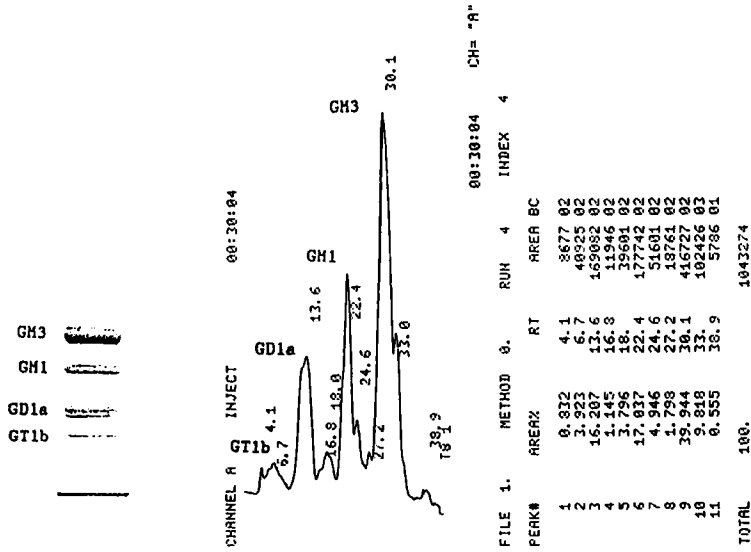 GM3
GM1
GD1a
GT1b
CHANNEL A INJECT 00:30:04
GT1b
4.1
6.7
GD1a
13.6
16.8
18.0
GM1
22.4
24.6
27.2
GM3
30.1
33.0
38.9
00:30:04 CH= "A"
FILE 1. METHOD 0. RUN 4 INDEX 4
PEAK# AREA% RT AREA BC
1 0.832 4.1 8677 02
2 3.923 6.7 40925 02
3 16.207 13.6 169082 02
4 1.145 16.8 11946 02
5 3.796 18. 39601 02
6 17.037 22.4 177742 02
7 4.946 24.6 51601 02
8 1.798 27.2 18761 02
9 39.944 30.1 416727 02
10 9.818 33. 102426 03
11 0.555 38.9 5786 01
TOTAL 100. 1043274